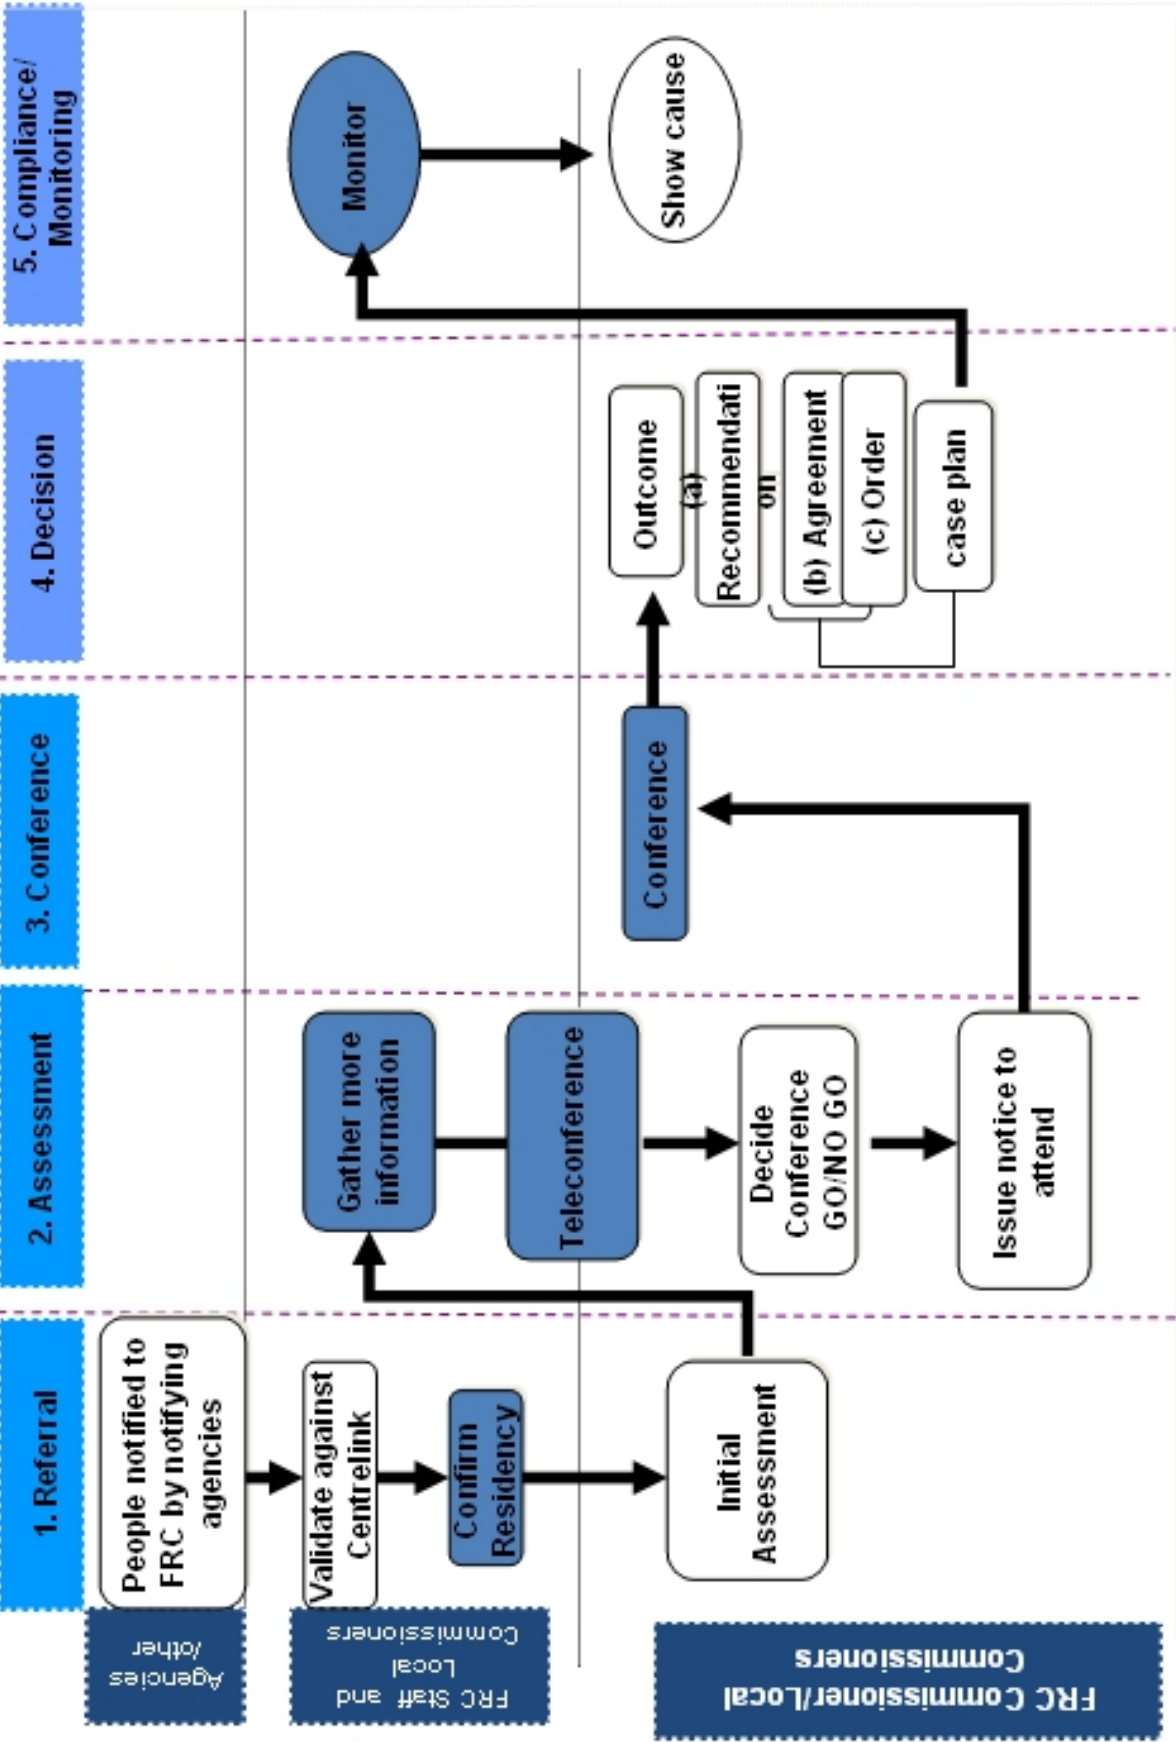 1. Referral
2. Assessment
3. Conference
4. Decision
5. Compliance/
Monitoring
Agencies
/other
People notified to
FRC by notifying
agencies
FRC Staff and
Local
Commissioners
Validate against
Centrelink
Confirm
Residency
Gather more
information
Teleconference
Monitor
FRC Commissioner/Local
Commissioners
Initial
Assessment
Decide
Conference
GO/NO GO
Issue notice to
attend
Conference
Outcome
(a)
Recommendati
on
(b) Agreement
(c) Order
case plan
Show cause